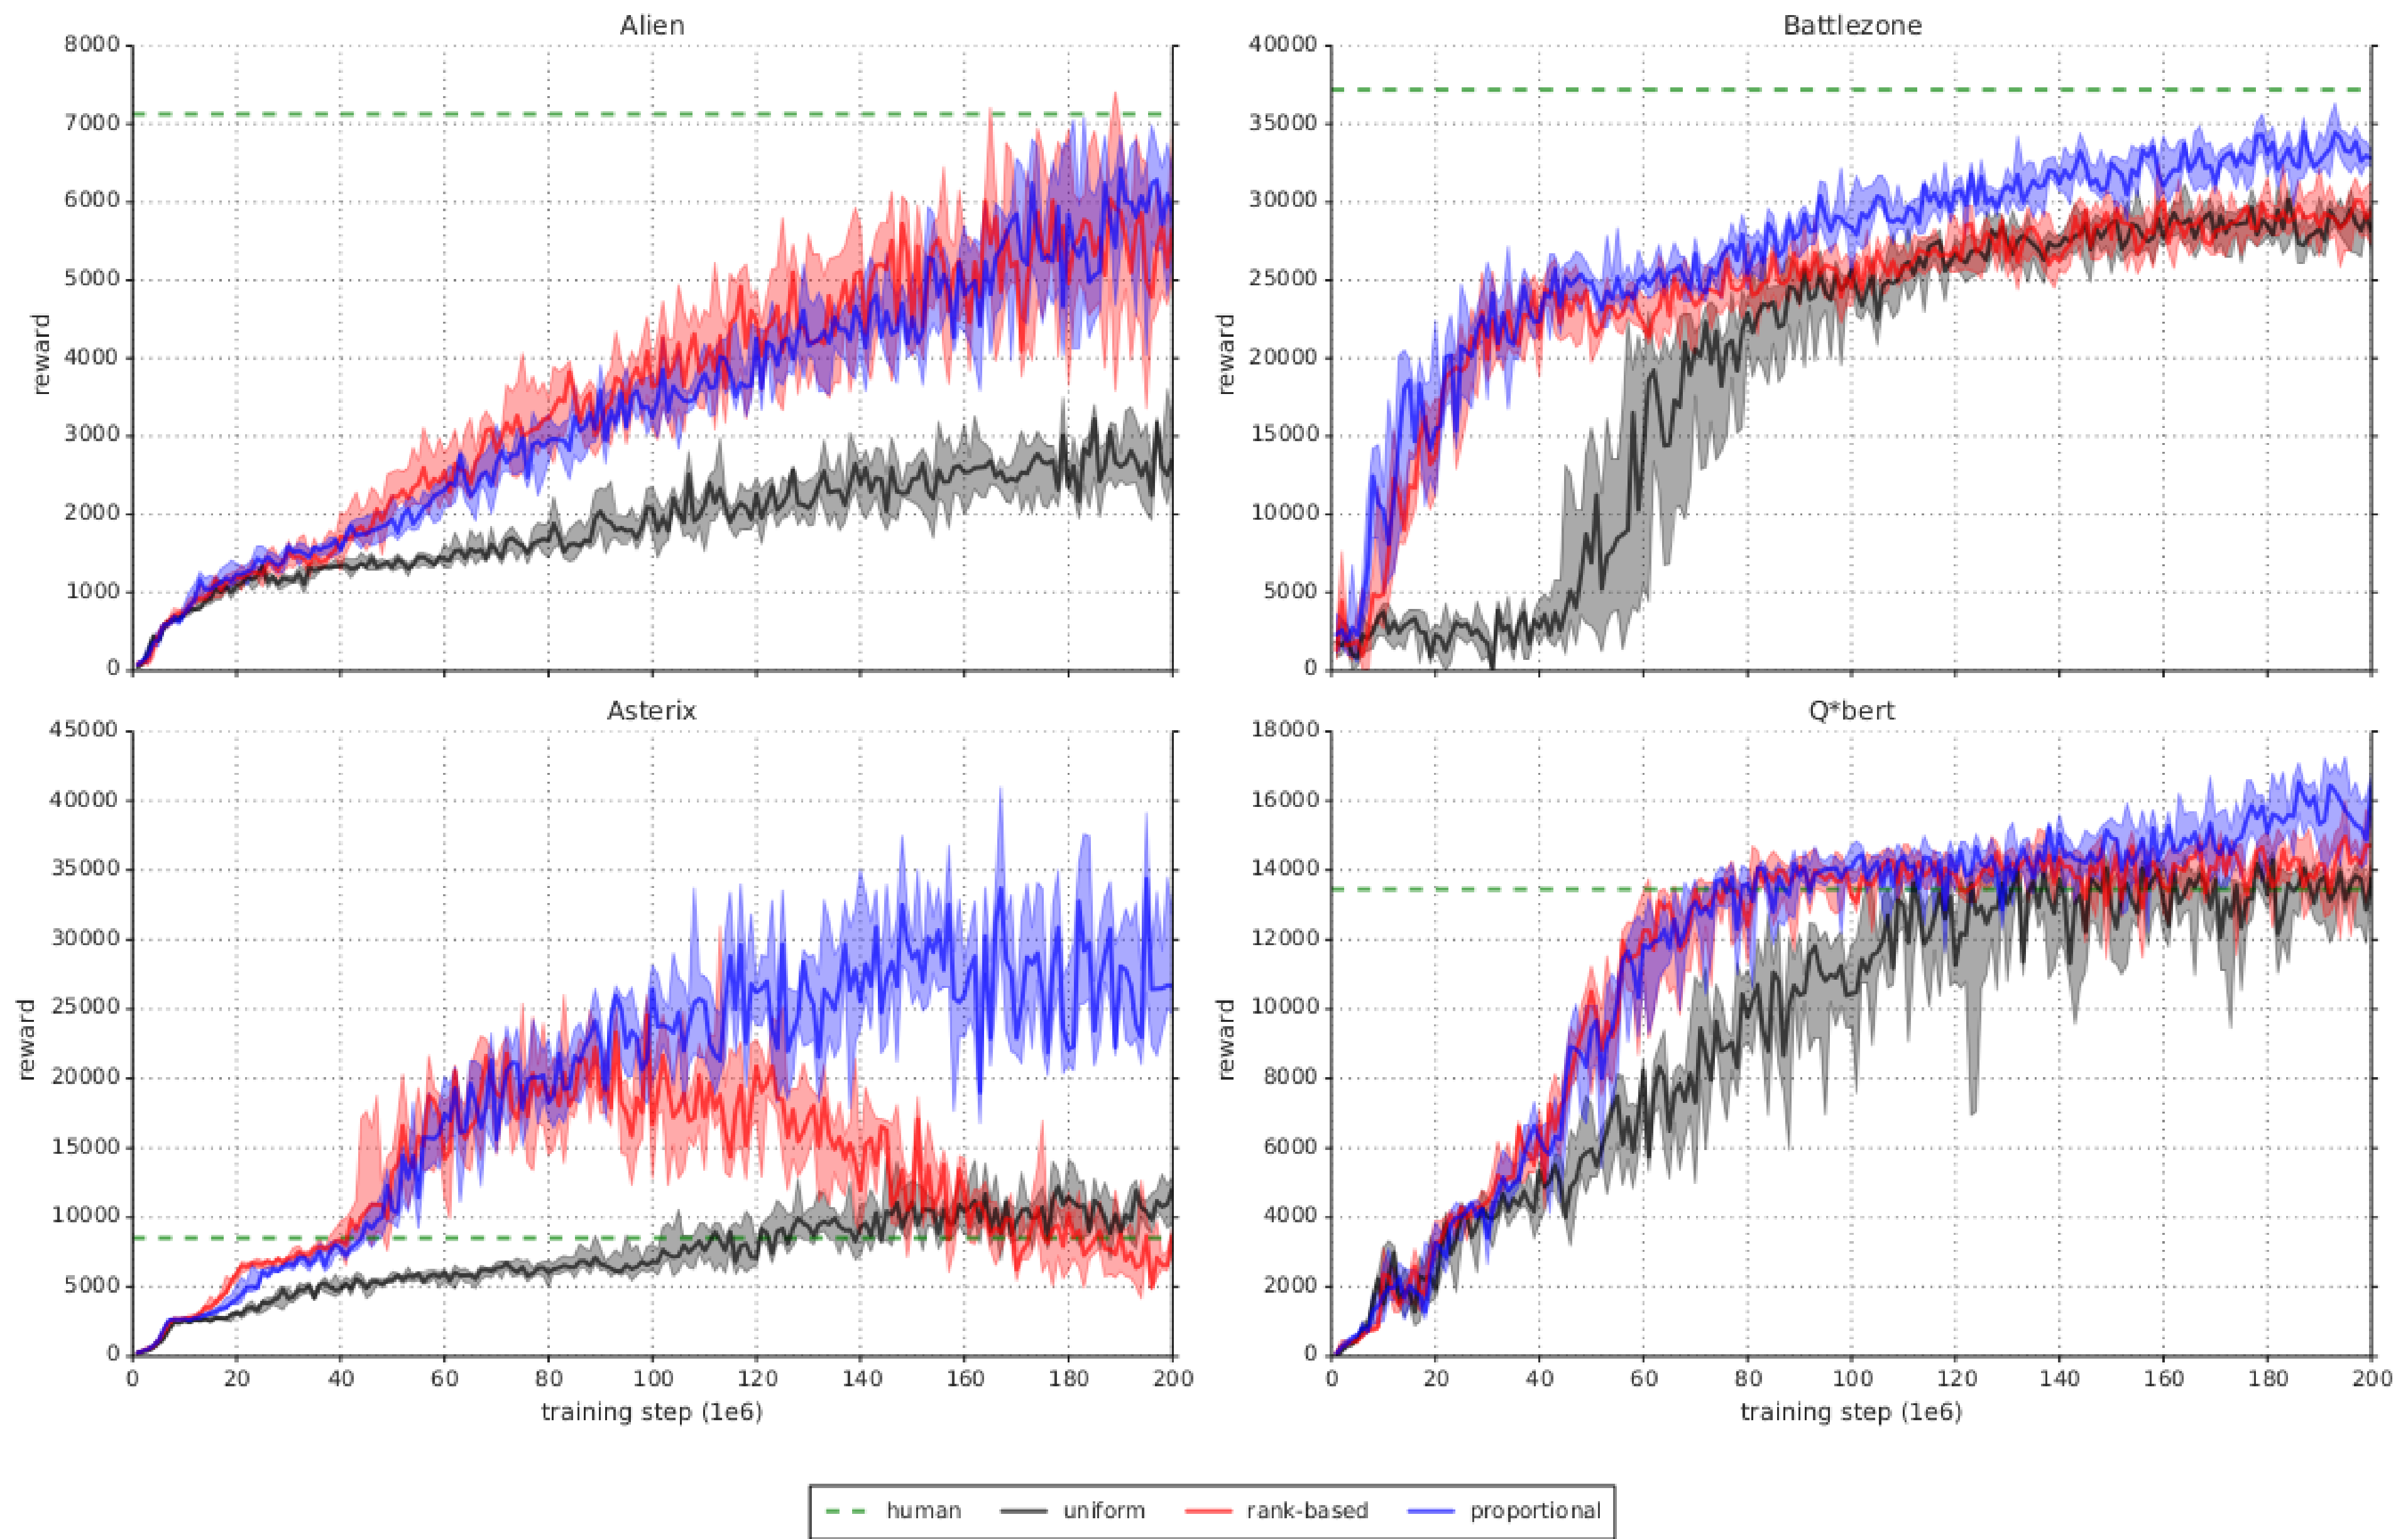 Alien
8000
7000
6000
5000
4000
3000
2000
1000
0
reward
Battlezone
40000
35000
30000
25000
20000
15000
10000
5000
0
reward
Asterix
45000
40000
35000
30000
25000
20000
15000
10000
5000
0
reward
0 20 40 60 80 100 120 140 160 180 200
training step (1e6)
Q*bert
18000
16000
14000
12000
10000
8000
6000
4000
2000
0
reward
0 20 40 60 80 100 120 140 160 180 200
training step (1e6)
human uniform rank-based proportional